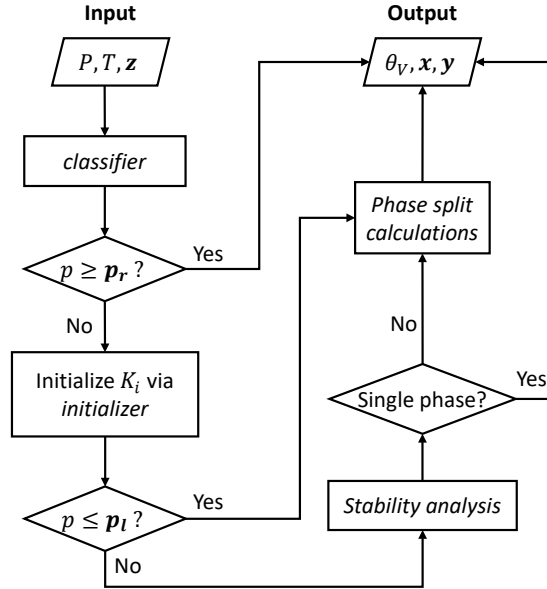 Input
P, T, z
classifier
p ≥ p_r ?
Yes
No
Initialize K_i via
initializer
p ≤ p_l ?
Yes
No
Output
θ_V, x, y
Phase split
calculations
No
Single phase?
Yes
Stability analysis